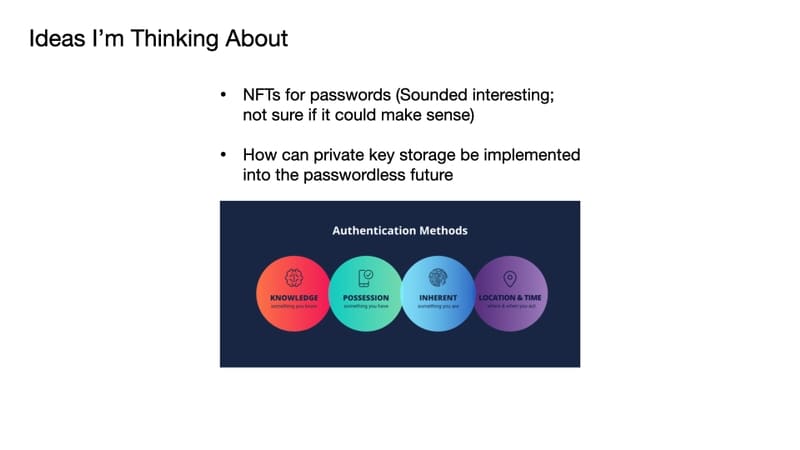 Ideas I'm Thinking About
• NFTs for passwords (Sounded interesting;
not sure if it could make sense)
• How can private key storage be implemented
into the passwordless future
Authentication Methods
KNOWLEDGE
something you know
POSSESSION
something you have
INHERENT
something you are
LOCATION & TIME
where & when you act